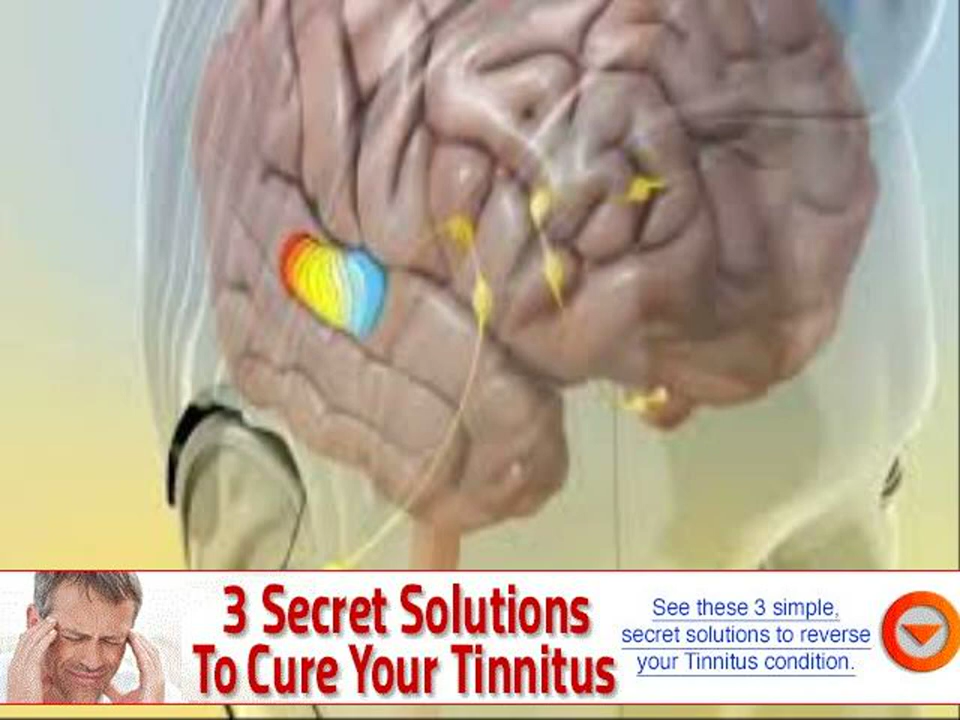 3 Secret Solutions
To Cure Your Tinnitus
See these 3 simple,
secret solutions to reverse
your Tinnitus condition.